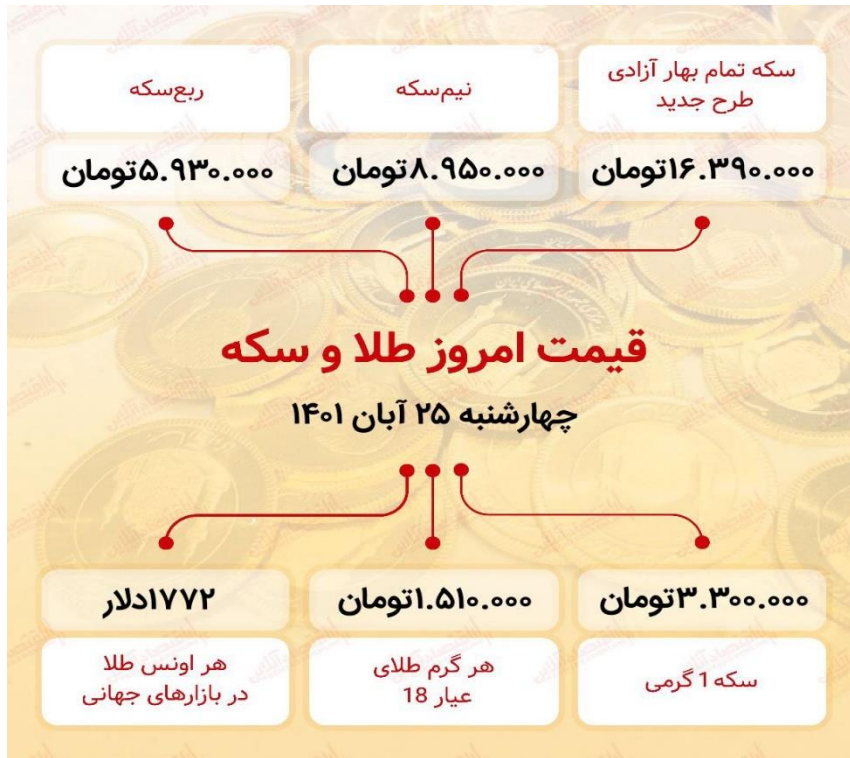 سکه تمام بهار آزادی
طرح جدید
نیم‌سکه
ربع‌سکه
۱۶.۳۹۰.۰۰۰تومان
۸.۹۵۰.۰۰۰تومان
۵.۹۳۰.۰۰۰تومان
قیمت امروز طلا و سکه
چهارشنبه ۲۵ آبان ۱۴۰۱
۳.۳۰۰.۰۰۰تومان
۱.۵۱۰.۰۰۰تومان
۱۷۷۲دلار
سکه 1 گرمی
هر گرم طلای
عیار 18
هر اونس طلا
در بازارهای جهانی